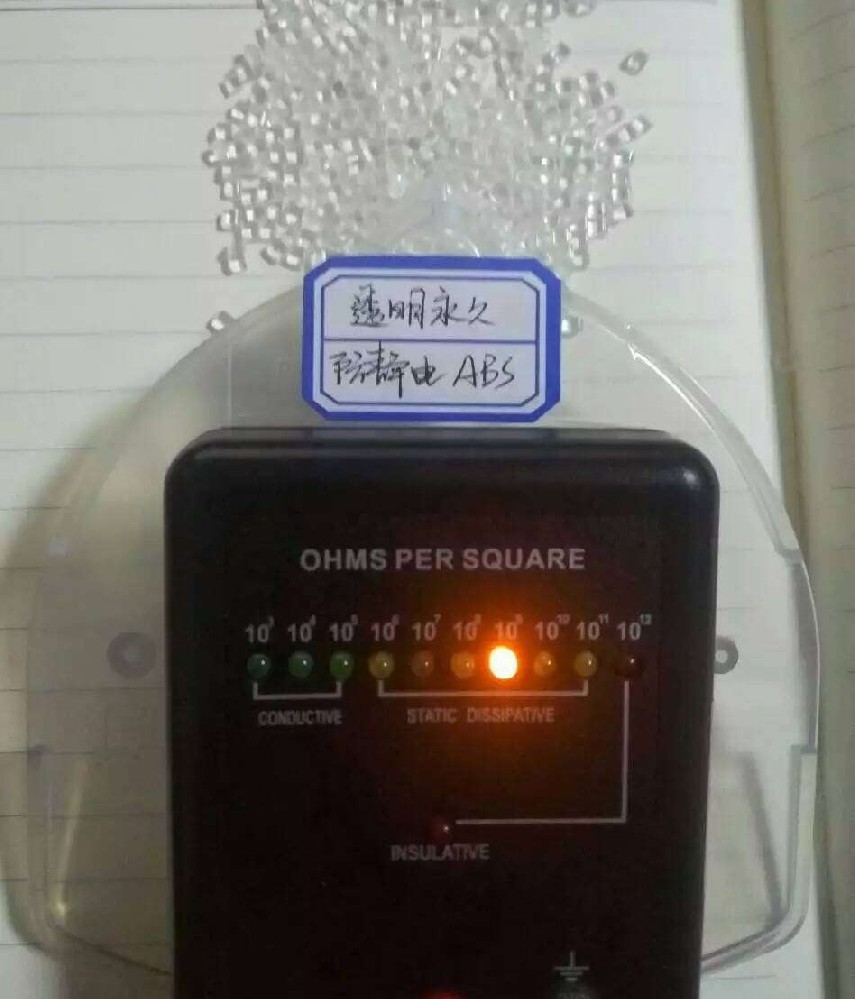 透明永久
防静电 ABS
OHMS PER SQUARE
10³ 10⁴ 10⁵ 10⁶ 10⁷ 10⁸ 10⁹ 10¹⁰ 10¹¹ 10¹²
CONDUCTIVE STATIC DISSIPATIVE
INSULATIVE